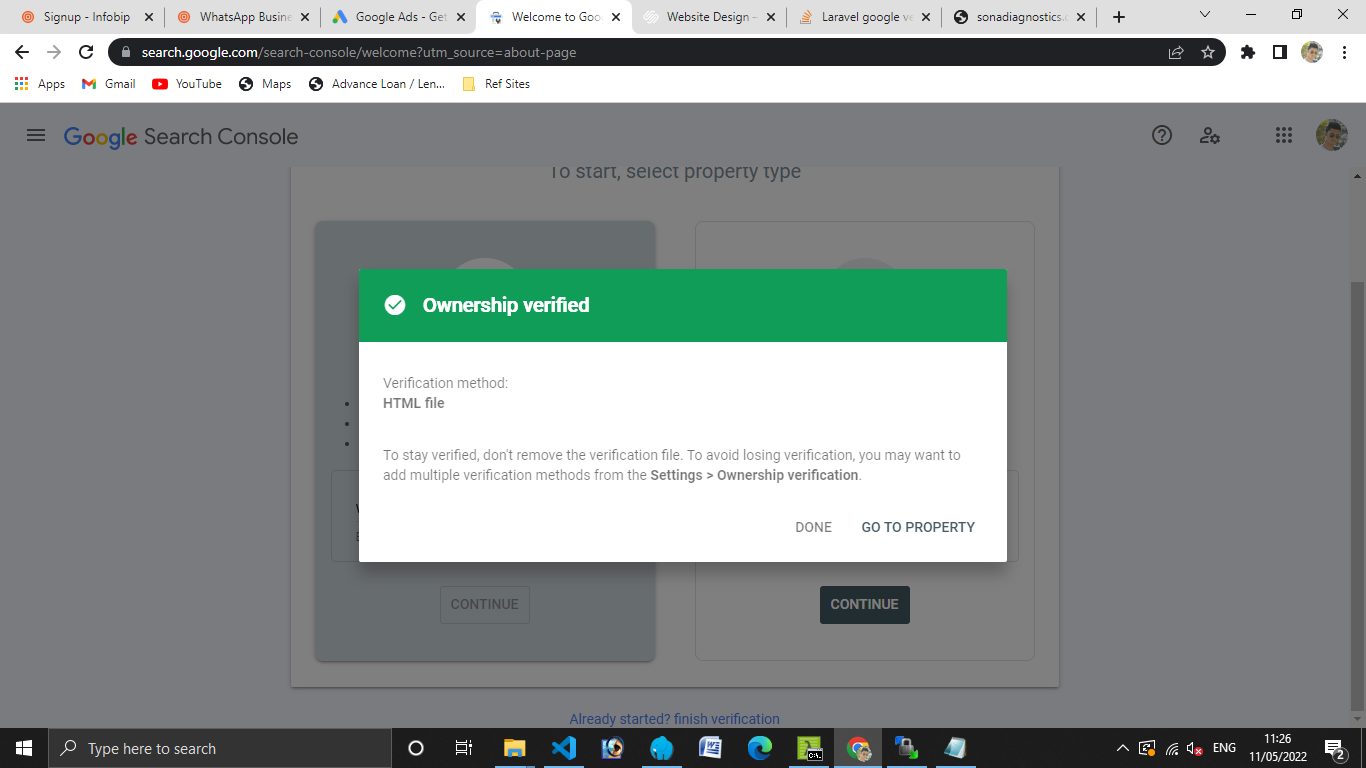 Signup - Infobip
WhatsApp Busine
Google Ads - Get
Welcome to Goo
Website Design -
Laravel google ve
sonadiagnostics.c
search.google.com/search-console/welcome?utm_source=about-page
Apps
Gmail
YouTube
Maps
Advance Loan / Len...
Ref Sites
Google Search Console
To start, select property type
Ownership verified
Verification method:
HTML file
To stay verified, don't remove the verification file. To avoid losing verification, you may want to
add multiple verification methods from the Settings > Ownership verification.
DONE
GO TO PROPERTY
CONTINUE
CONTINUE
Already started? finish verification
Type here to search
ENG
11:26
11/05/2022
2